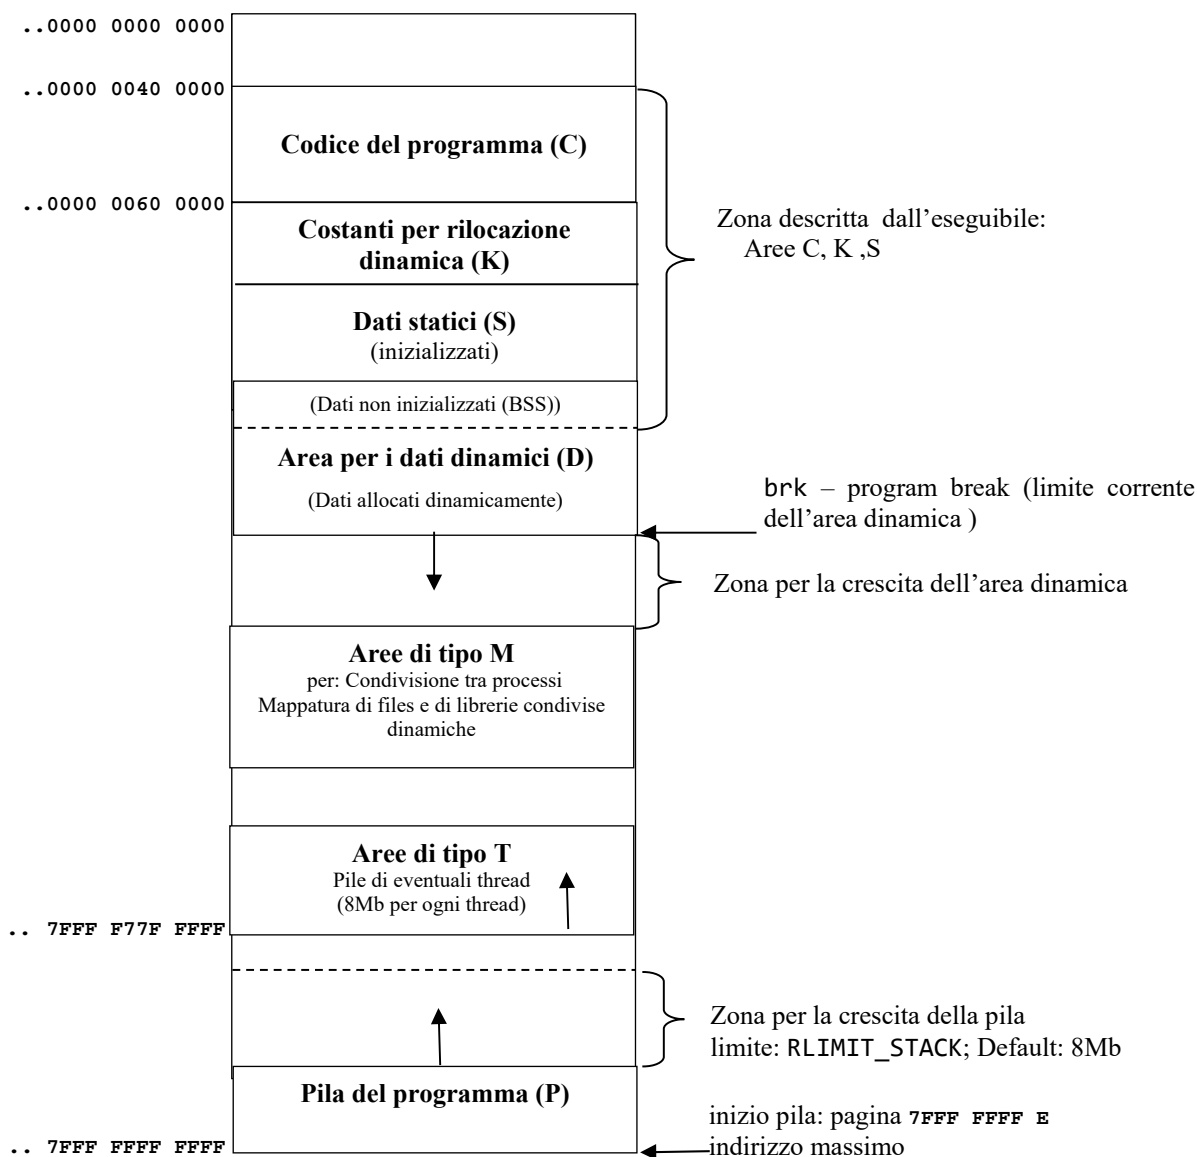 ..0000 0000 0000
..0000 0040 0000
Codice del programma (C)
..0000 0060 0000
Costanti per rilocazione
dinamica (K)
Zona descritta dall'eseguibile:
Aree C, K ,S
Dati statici (S)
(inizializzati)
(Dati non inizializzati (BSS))
Area per i dati dinamici (D)
(Dati allocati dinamicamente)
brk – program break (limite corrente
dell'area dinamica )
Zona per la crescita dell'area dinamica
Aree di tipo M
per: Condivisione tra processi
Mappatura di files e di librerie condivise
dinamiche
Aree di tipo T
Pile di eventuali thread
(8Mb per ogni thread)
.. 7FFF F77F FFFF
Zona per la crescita della pila
limite: RLIMIT_STACK; Default: 8Mb
Pila del programma (P)
inizio pila: pagina 7FFF FFFF E
indirizzo massimo
.. 7FFF FFFF FFFF